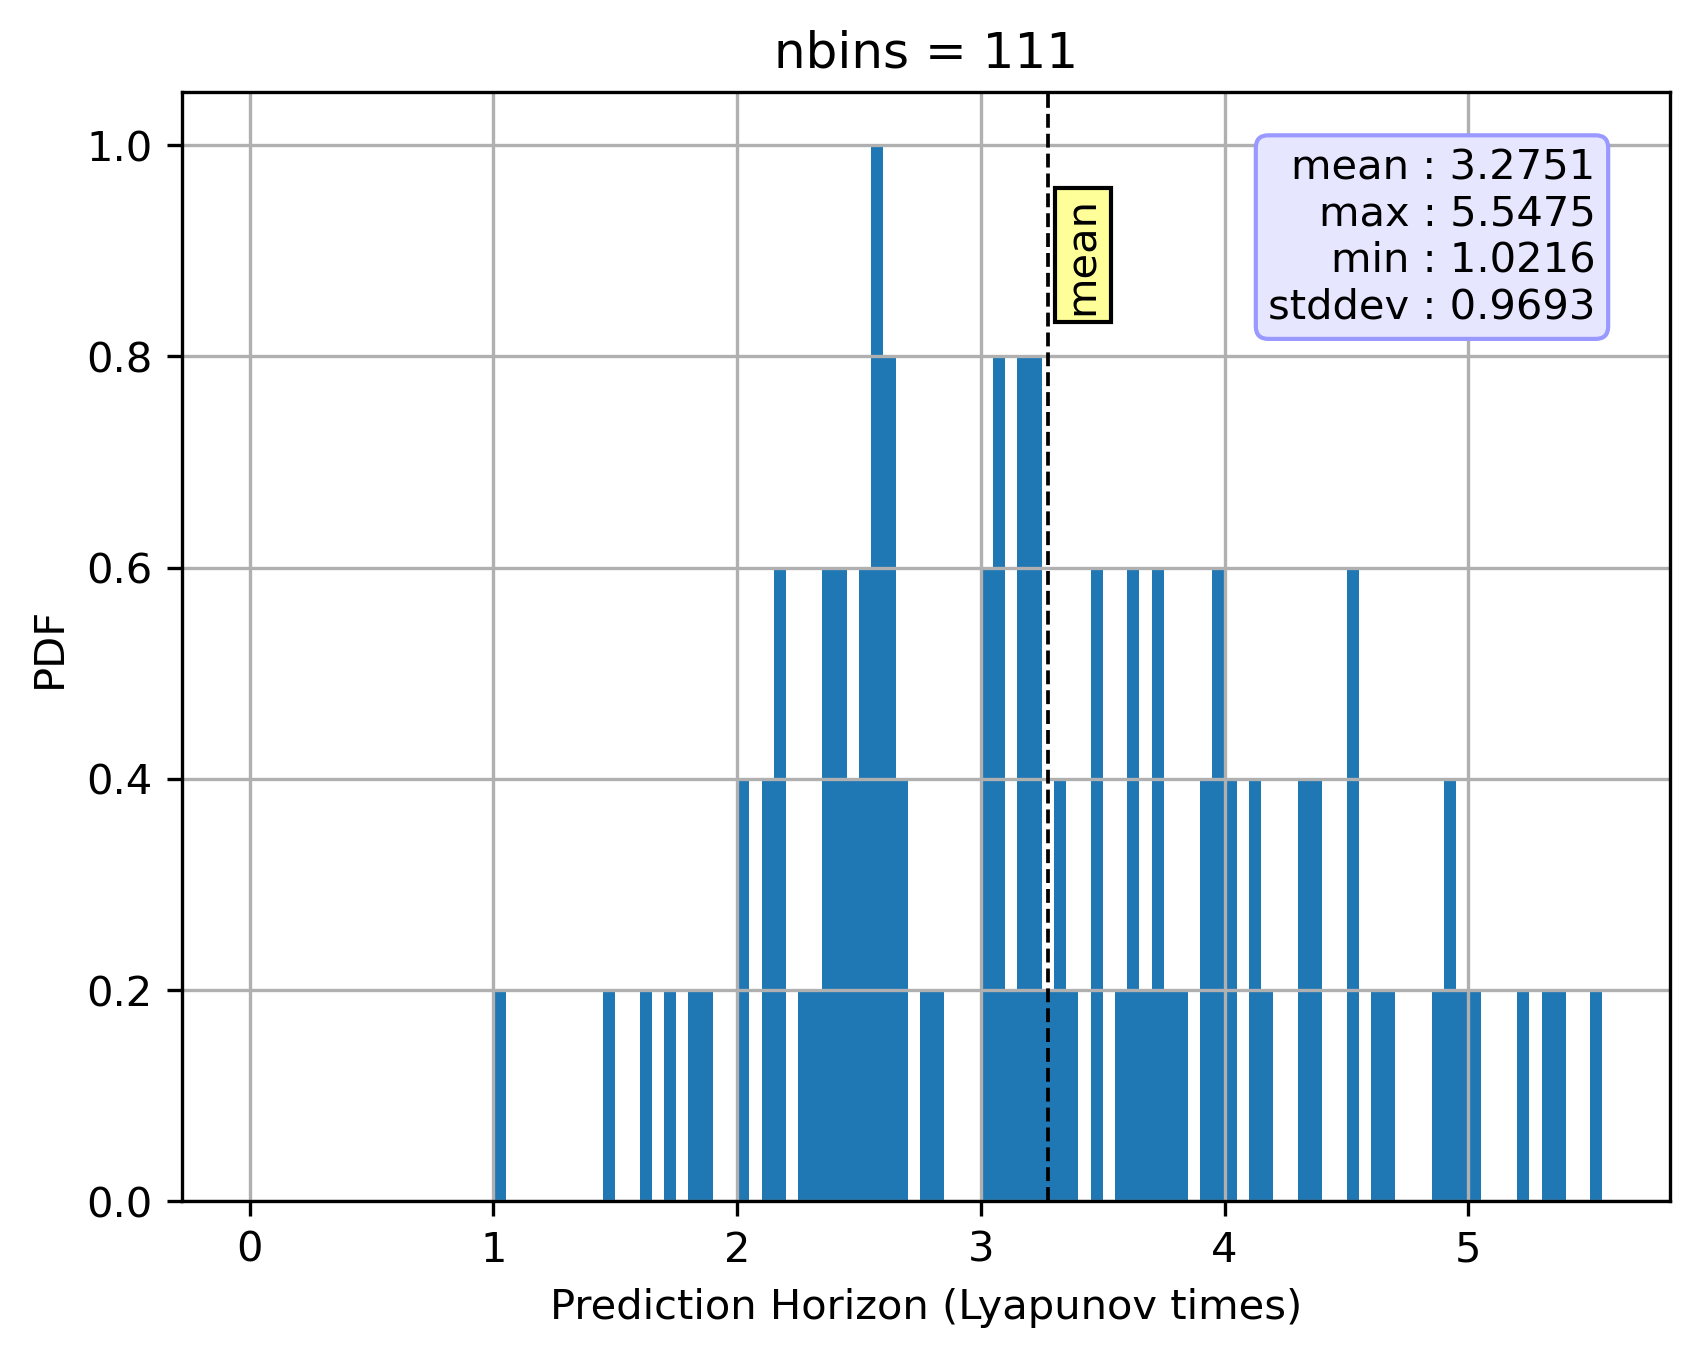 nbins = 111
1.0
0.8
0.6
0.4
0.2
0.0
PDF
mean
mean : 3.2751
max : 5.5475
min : 1.0216
stddev : 0.9693
0 1 2 3 4 5
Prediction Horizon (Lyapunov times)